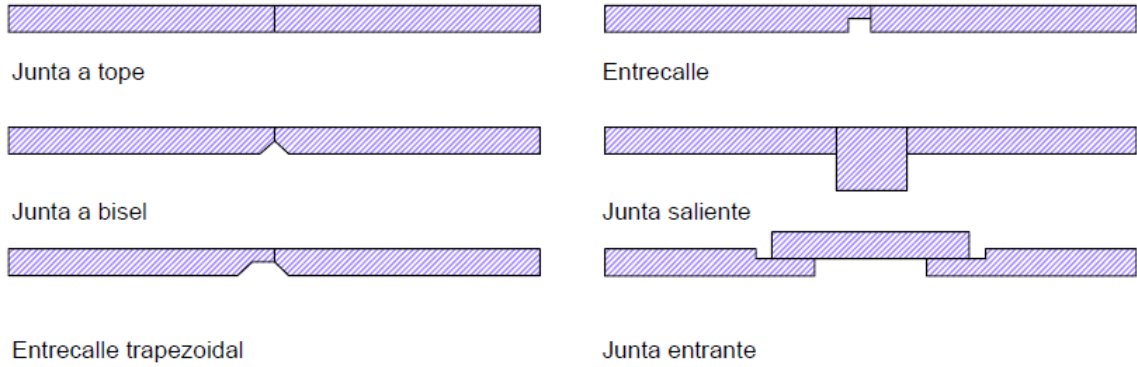 Junta a tope
Entrecalle
Junta a bisel
Junta saliente
Entrecalle trapezoidal
Junta entrante